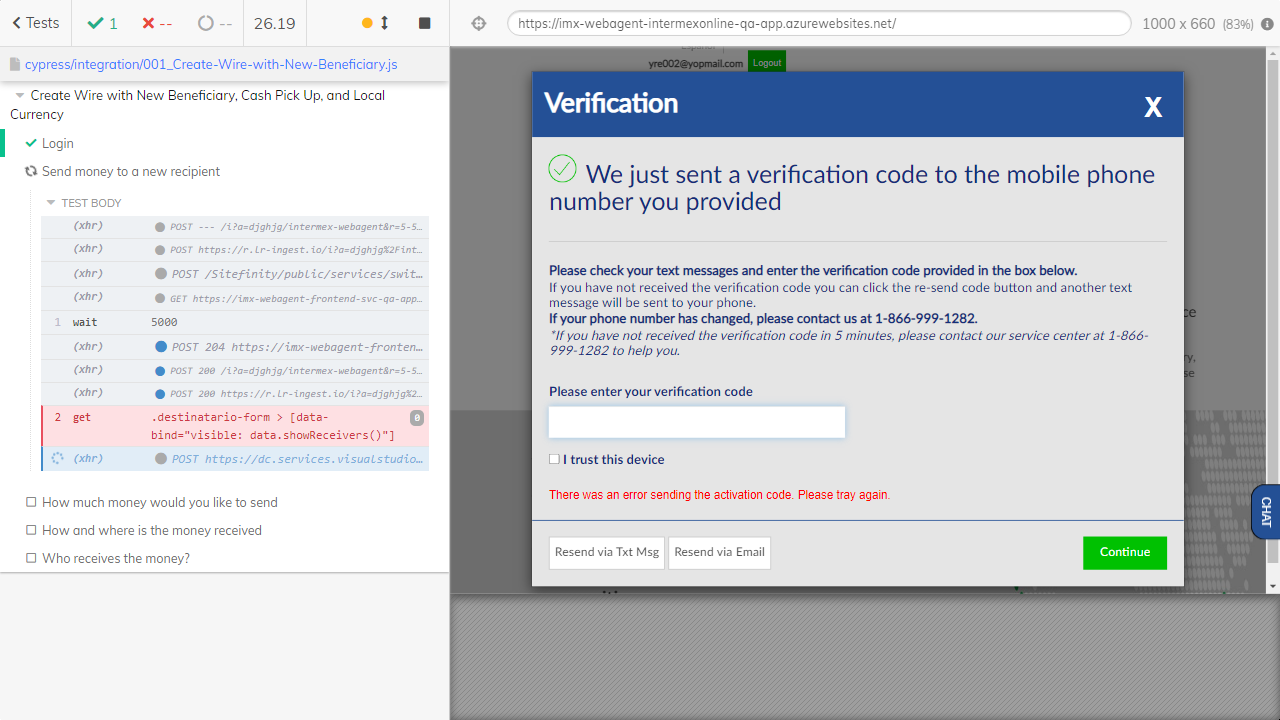 Tests
1
--
--
26.19
https://imx-webagent-intermexonline-qa-app.azurewebsites.net/
1000 x 660 (83%)
cypress/integration/001_Create-Wire-with-New-Beneficiary.js
Create Wire with New Beneficiary, Cash Pick Up, and Local
Currency
Login
Send money to a new recipient
TEST BODY
(xhr) POST --- /i?a=djghjg/intermex-webagent&r=5-5...
(xhr) POST https://r.lr-ingest.io/i?a=djghjg%2Fint...
(xhr) POST /Sitefinity/public/services/swit...
(xhr) GET https://imx-webagent-frontend-svc-qa-app...
1 wait 5000
(xhr) POST 204 https://imx-webagent-fronten...
(xhr) POST 200 /i?a=djghjg/intermex-webagent&r=5-5...
(xhr) POST 200 https://r.lr-ingest.io/i?a=djghjg%2...
2 get .destinatario-form > [data-
bind="visible: data.showReceivers()"]
0
(xhr) POST https://dc.services.visualstudio...
How much money would you like to send
How and where is the money received
Who receives the money?
Español
yre002@yopmail.com
Logout
Verification
X
We just sent a verification code to the mobile phone
number you provided
Please check your text messages and enter the verification code provided in the box below.
If you have not received the verification code you can click the re-send code button and another text
message will be sent to your phone.
If your phone number has changed, please contact us at 1-866-999-1282.
*If you have not received the verification code in 5 minutes, please contact our service center at 1-866-
999-1282 to help you.
Please enter your verification code
I trust this device
There was an error sending the activation code. Please tray again.
Resend via Txt Msg
Resend via Email
Continue
ce
ry,
se
CHAT